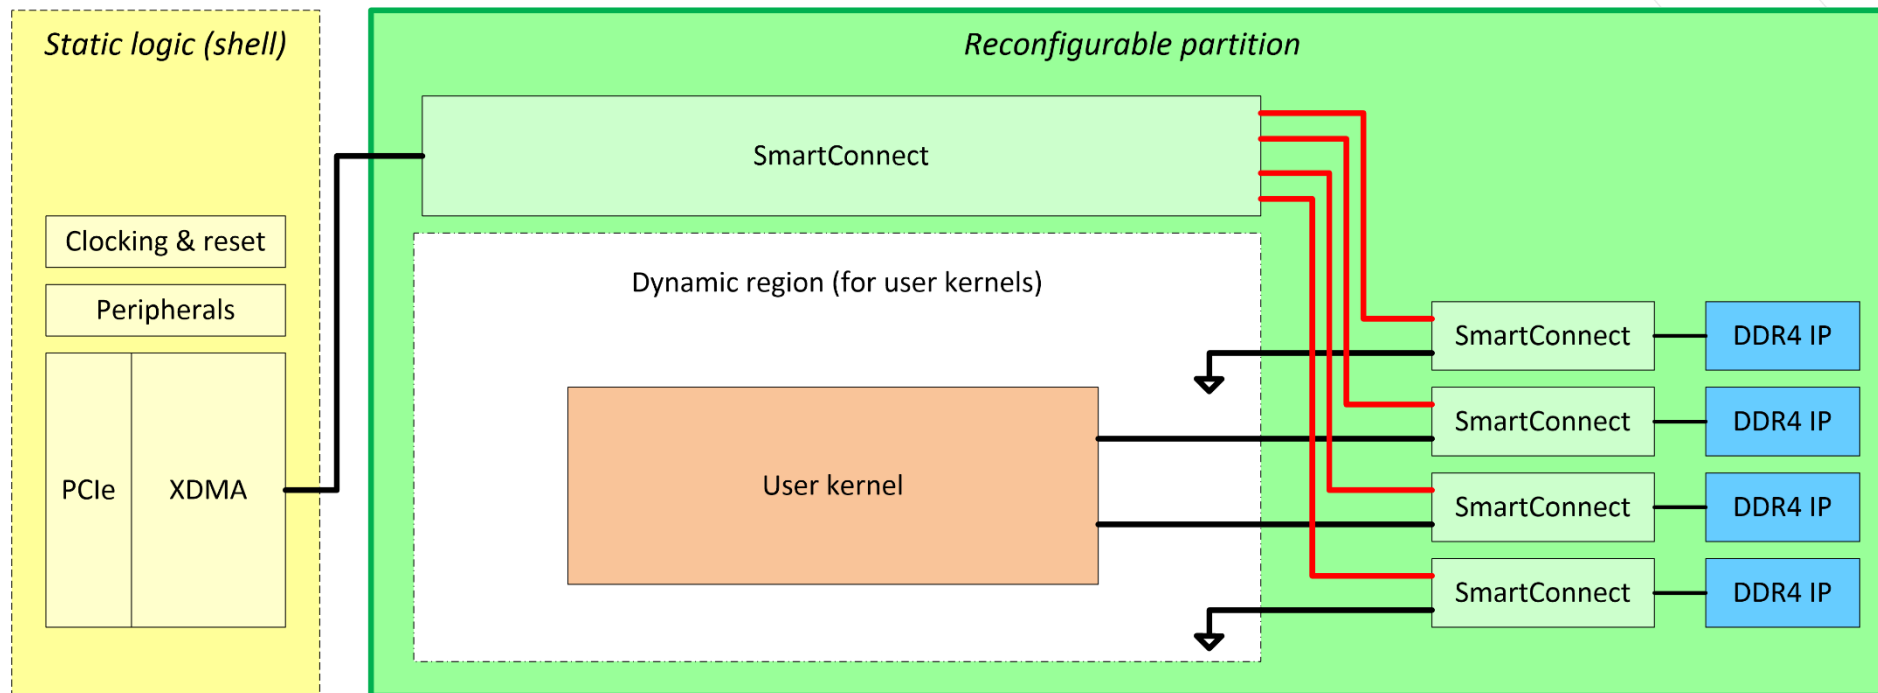 Static logic (shell)
Reconfigurable partition
SmartConnect
Clocking & reset
Peripherals
PCIe
XDMA
Dynamic region (for user kernels)
User kernel
SmartConnect
DDR4 IP
SmartConnect
DDR4 IP
SmartConnect
DDR4 IP
SmartConnect
DDR4 IP